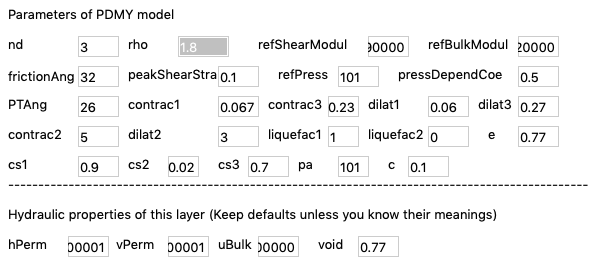 Parameters of PDMY model
nd 3 rho 1.8 refShearModul 90000 refBulkModul 20000
frictionAng 32 peakShearStra 0.1 refPress 101 pressDependCoe 0.5
PTAng 26 contrac1 0.067 contrac3 0.23 dilat1 0.06 dilat3 0.27
contrac2 5 dilat2 3 liquefac1 1 liquefac2 0 e 0.77
cs1 0.9 cs2 0.02 cs3 0.7 pa 101 c 0.1
--------------------------------------------------------------------------------
Hydraulic properties of this layer (Keep defaults unless you know their meanings)
hPerm 00001 vPerm 00001 uBulk 00000 void 0.77